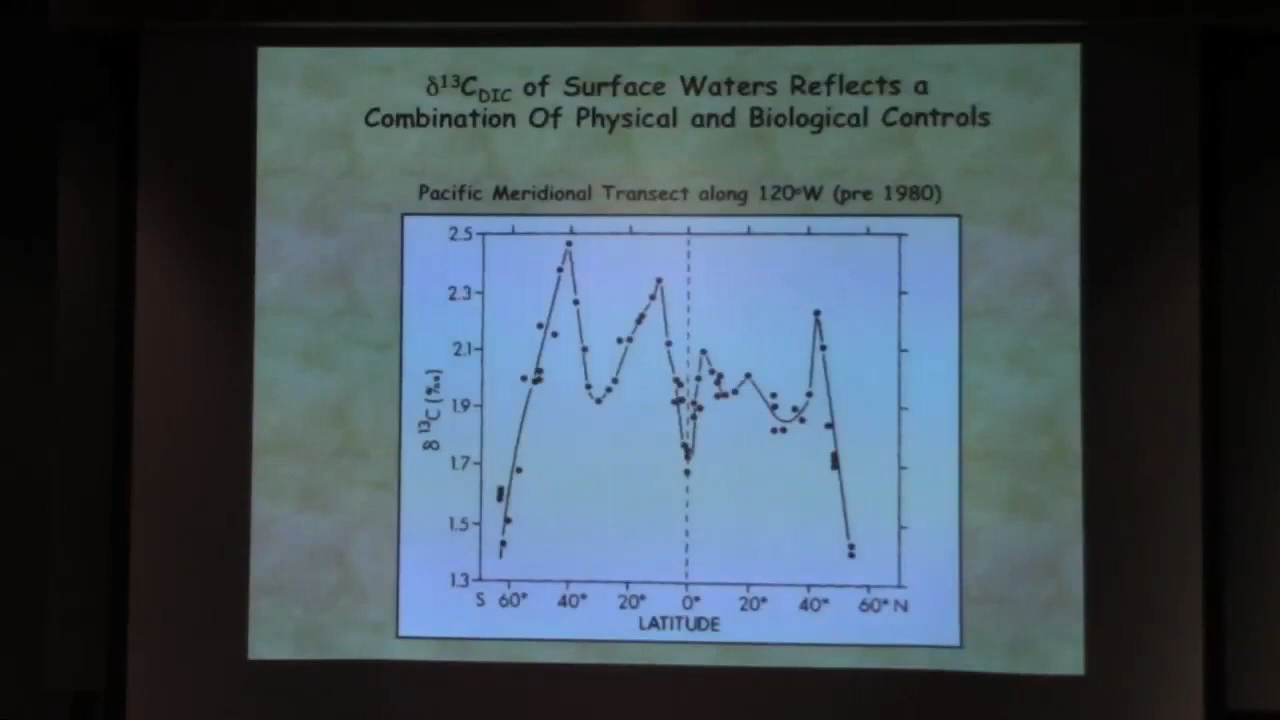 δ¹³C_DIC of Surface Waters Reflects a
Combination Of Physical and Biological Controls
Pacific Meridional Transect along 120°W (pre 1980)
2.5
2.3
2.1
1.9
1.7
1.5
1.3
δ ¹³C (‰)
S 60° 40° 20° 0° 20° 40° 60° N
LATITUDE